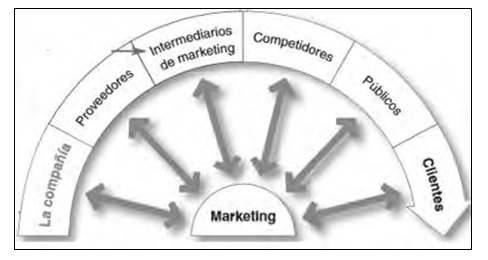 La compañía
Proveedores
Intermediarios
de marketing
Competidores
Públicos
Clientes
Marketing